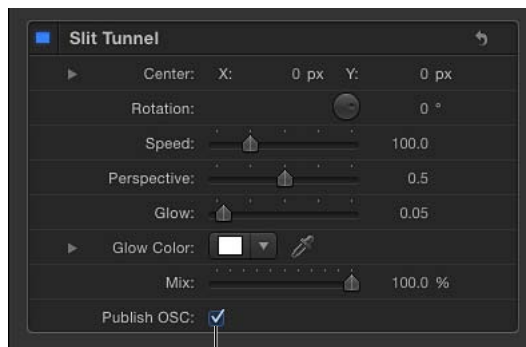 Slit Tunnel
Center: X: 0 px Y: 0 px
Rotation: 0 °
Speed: 100.0
Perspective: 0.5
Glow: 0.05
Glow Color:
Mix: 100.0 %
Publish OSC: